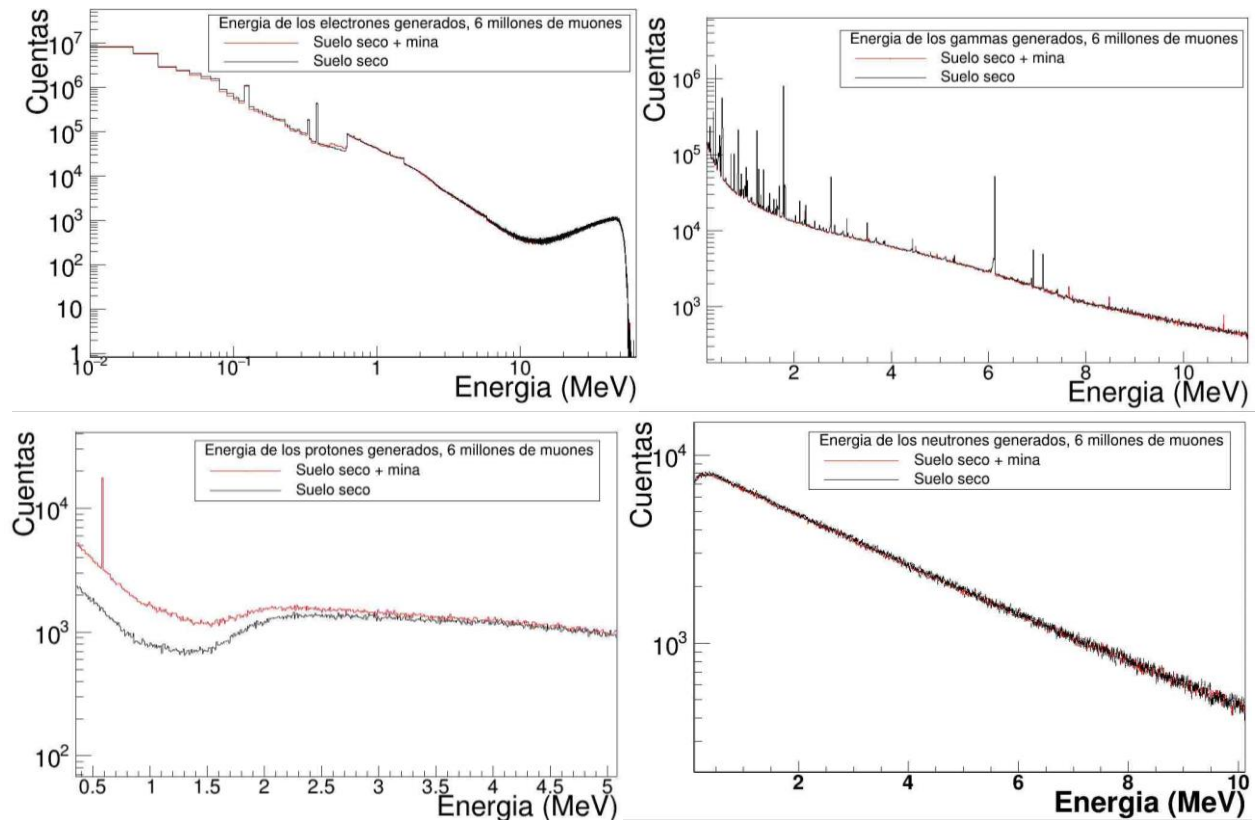 Energia de los electrones generados, 6 millones de muones
Suelo seco + mina
Suelo seco
Cuentas
10⁷
10⁶
10⁵
10⁴
10³
10²
10
1
10⁻² 10⁻¹ 1 10
Energia (MeV)
Energia de los gammas generados, 6 millones de muones
Suelo seco + mina
Suelo seco
Cuentas
10⁶
10⁵
10⁴
10³
2 4 6 8 10
Energia (MeV)
Energia de los protones generados, 6 millones de muones
Suelo seco + mina
Suelo seco
Cuentas
10⁴
10³
10²
0.5 1 1.5 2 2.5 3 3.5 4 4.5 5
Energia (MeV)
Energia de los neutrones generados, 6 millones de muones
Suelo seco + mina
Suelo seco
Cuentas
10⁴
10³
2 4 6 8 10
Energia (MeV)